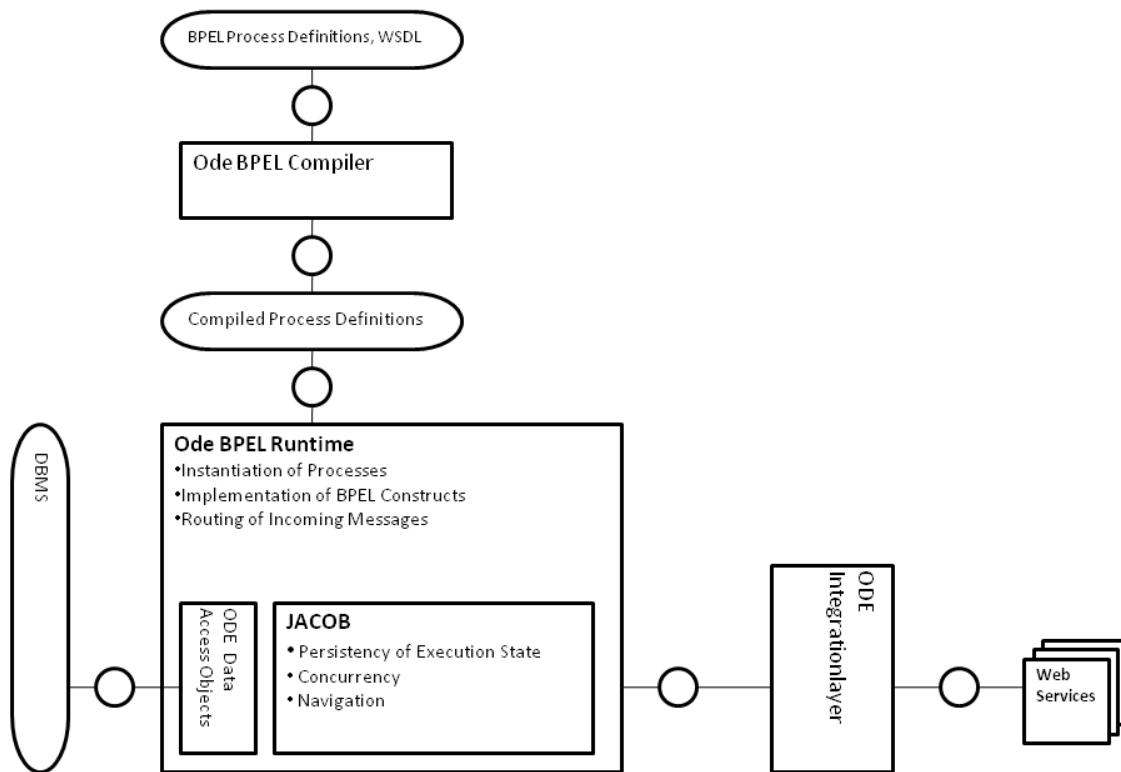 BPEL Process Definitions, WSDL
Ode BPEL Compiler
Compiled Process Definitions
DBMS
Ode BPEL Runtime
•Instantiation of Processes
•Implementation of BPEL Constructs
•Routing of Incoming Messages
ODE Data
Access Objects
JACOB
• Persistency of Execution State
• Concurrency
• Navigation
ODE
Integrationlayer
Web
Services